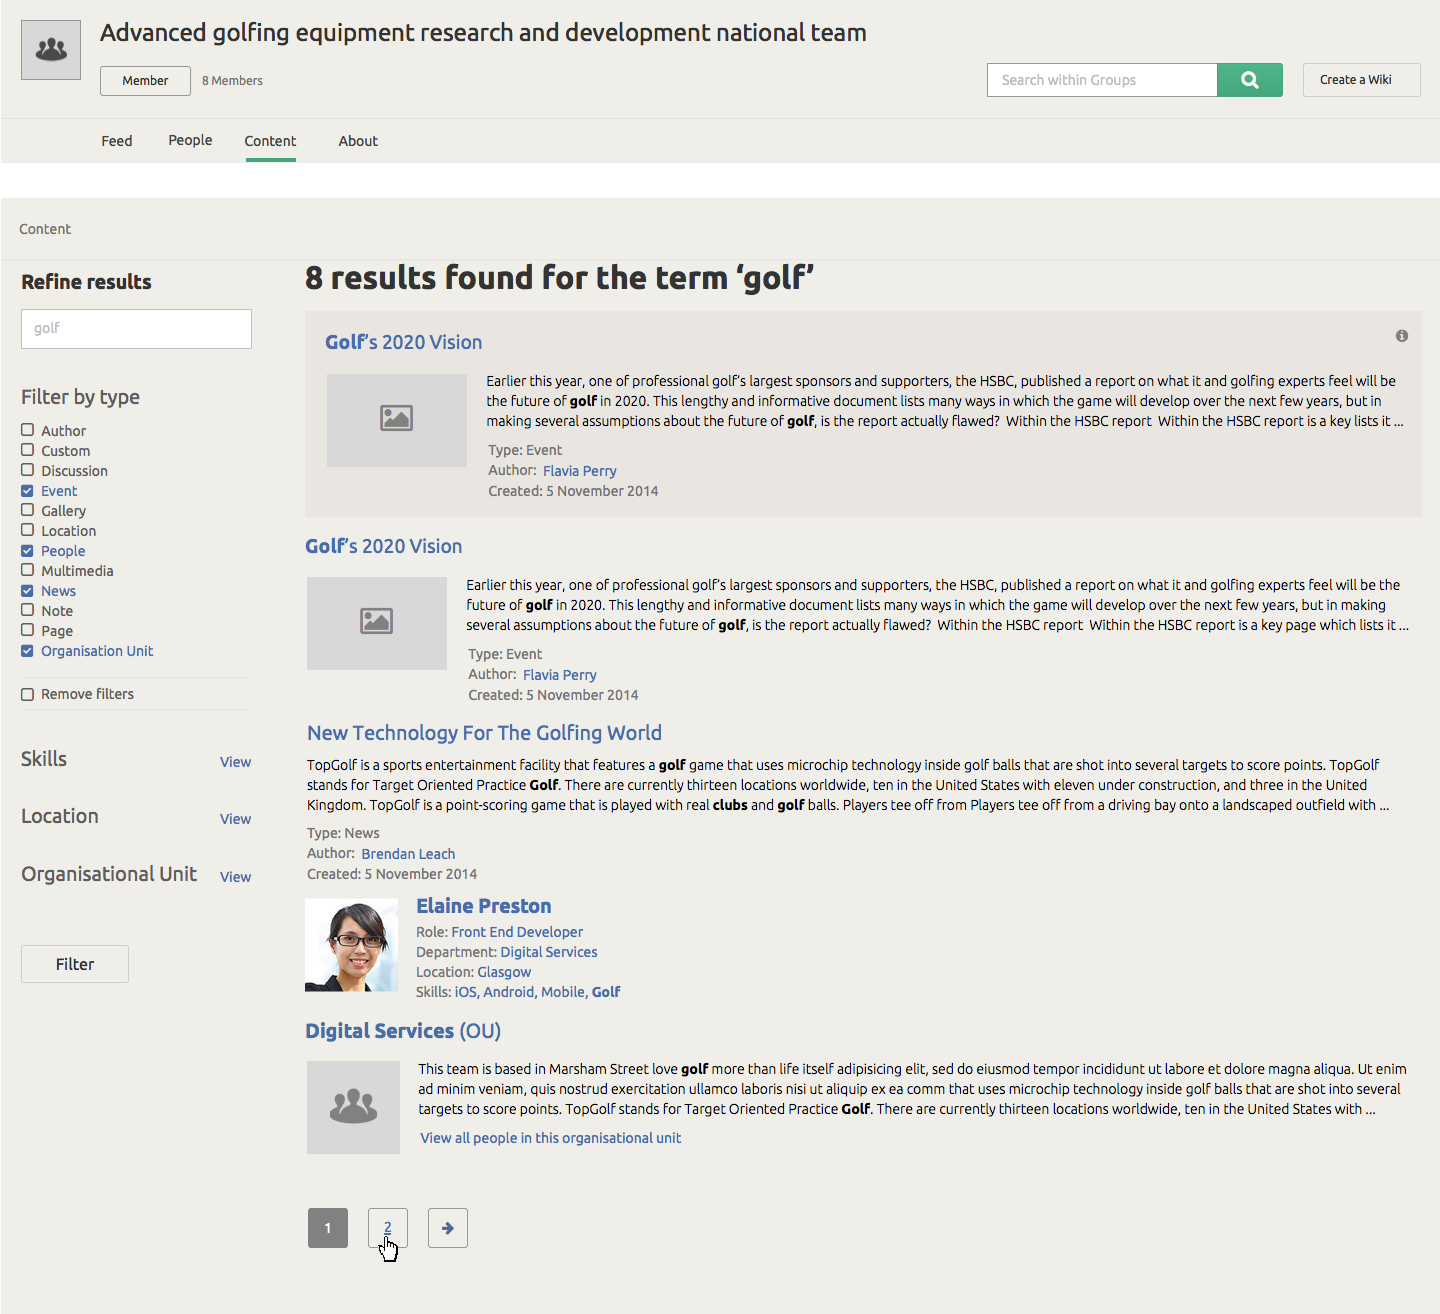 Advanced golfing equipment research and development national team
Member
8 Members
Search within Groups
Create a Wiki
Feed
People
Content
About
Content
Refine results
golf
Filter by type
Author
Custom
Discussion
Event
Gallery
Location
People
Multimedia
News
Note
Page
Organisation Unit
Remove filters
Skills
View
Location
View
Organisational Unit
View
Filter
8 results found for the term ‘golf’
Golf’s 2020 Vision
Earlier this year, one of professional golf’s largest sponsors and supporters, the HSBC, published a report on what it and golfing experts feel will be
the future of golf in 2020. This lengthy and informative document lists many ways in which the game will develop over the next few years, but in
making several assumptions about the future of golf, is the report actually flawed?  Within the HSBC report  Within the HSBC report is a key lists it ...
Type: Event
Author:  Flavia Perry
Created: 5 November 2014
Golf’s 2020 Vision
Earlier this year, one of professional golf’s largest sponsors and supporters, the HSBC, published a report on what it and golfing experts feel will be the
future of golf in 2020. This lengthy and informative document lists many ways in which the game will develop over the next few years, but in making
several assumptions about the future of golf, is the report actually flawed?  Within the HSBC report  Within the HSBC report is a key page which lists it ...
Type: Event
Author:  Flavia Perry
Created: 5 November 2014
New Technology For The Golfing World
TopGolf is a sports entertainment facility that features a golf game that uses microchip technology inside golf balls that are shot into several targets to score points. TopGolf
stands for Target Oriented Practice Golf. There are currently thirteen locations worldwide, ten in the United States with eleven under construction, and three in the United
Kingdom. TopGolf is a point-scoring game that is played with real clubs and golf balls. Players tee off from Players tee off from a driving bay onto a landscaped outfield with ...
Type: News
Author:  Brendan Leach
Created: 5 November 2014
Elaine Preston
Role: Front End Developer
Department: Digital Services
Location: Glasgow
Skills: iOS, Android, Mobile, Golf
Digital Services (OU)
This team is based in Marsham Street love golf more than life itself adipisicing elit, sed do eiusmod tempor incididunt ut labore et dolore magna aliqua. Ut enim
ad minim veniam, quis nostrud exercitation ullamco laboris nisi ut aliquip ex ea comm that uses microchip technology inside golf balls that are shot into several
targets to score points. TopGolf stands for Target Oriented Practice Golf. There are currently thirteen locations worldwide, ten in the United States with ...
View all people in this organisational unit
1
2